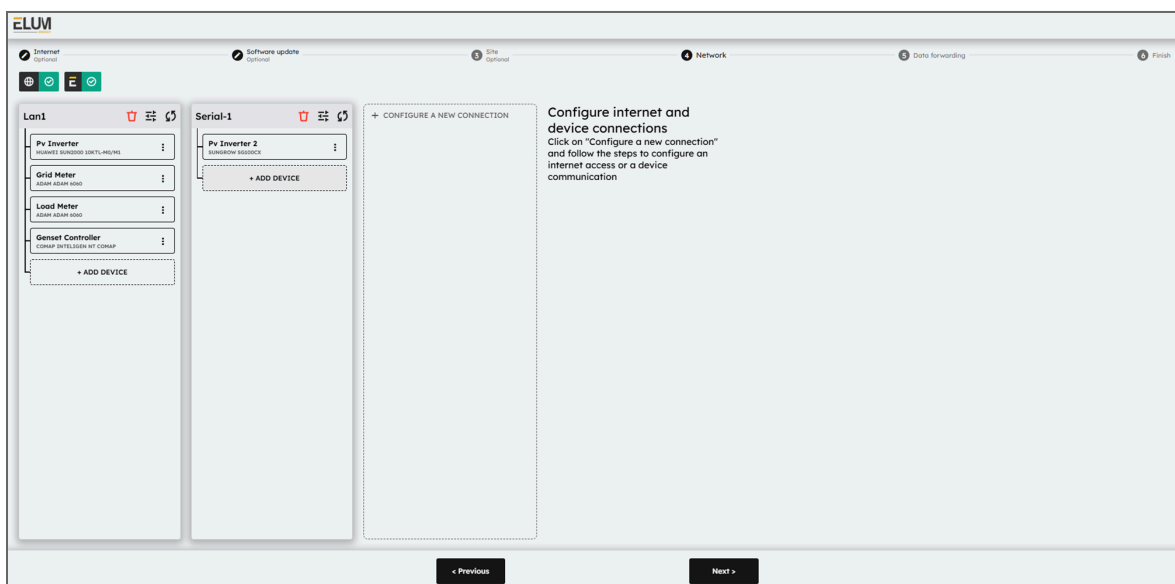 ELUM
Internet
Optional
Software update
Optional
3
Site
Optional
4
Network
5
Data forwarding
6
Finish
E
Lan1
Pv Inverter
HUAWEI SUN2000 10KTL-M0/M1
Grid Meter
ADAM ADAM 6060
Load Meter
ADAM ADAM 6060
Genset Controller
COMAP INTELIGEN NT COMAP
+ ADD DEVICE
Serial-1
Pv Inverter 2
SUNGROW SG100CX
+ ADD DEVICE
+ CONFIGURE A NEW CONNECTION
Configure internet and
device connections
Click on "Configure a new connection"
and follow the steps to configure an
internet access or a device
communication
< Previous
Next >